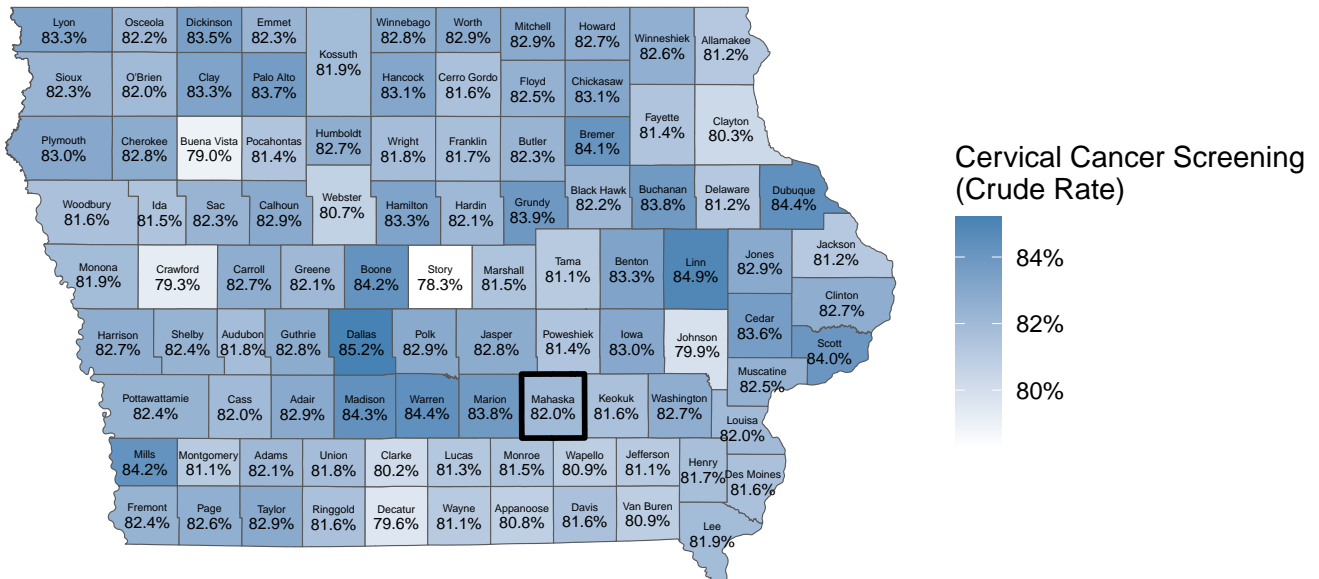 Lyon
83.3%
Osceola
82.2%
Dickinson
83.5%
Emmet
82.3%
Kossuth
81.9%
Winnebago
82.8%
Worth
82.9%
Mitchell
82.9%
Howard
82.7%
Winneshiek
82.6%
Allamakee
81.2%
Sioux
82.3%
O'Brien
82.0%
Clay
83.3%
Palo Alto
83.7%
Hancock
83.1%
Cerro Gordo
81.6%
Floyd
82.5%
Chickasaw
83.1%
Fayette
81.4%
Clayton
80.3%
Plymouth
83.0%
Cherokee
82.8%
Buena Vista
79.0%
Pocahontas
81.4%
Humboldt
82.7%
Wright
81.8%
Franklin
81.7%
Butler
82.3%
Bremer
84.1%
Woodbury
81.6%
Ida
81.5%
Sac
82.3%
Calhoun
82.9%
Webster
80.7%
Hamilton
83.3%
Hardin
82.1%
Grundy
83.9%
Black Hawk
82.2%
Buchanan
83.8%
Delaware
81.2%
Dubuque
84.4%
Monona
81.9%
Crawford
79.3%
Carroll
82.7%
Greene
82.1%
Boone
84.2%
Story
78.3%
Marshall
81.5%
Tama
81.1%
Benton
83.3%
Linn
84.9%
Jones
82.9%
Jackson
81.2%
Clinton
82.7%
Harrison
82.7%
Shelby
82.4%
Audubon
81.8%
Guthrie
82.8%
Dallas
85.2%
Polk
82.9%
Jasper
82.8%
Poweshiek
81.4%
Iowa
83.0%
Johnson
79.9%
Cedar
83.6%
Scott
84.0%
Muscatine
82.5%
Pottawattamie
82.4%
Cass
82.0%
Adair
82.9%
Madison
84.3%
Warren
84.4%
Marion
83.8%
Mahaska
82.0%
Keokuk
81.6%
Washington
82.7%
Louisa
82.0%
Mills
84.2%
Montgomery
81.1%
Adams
82.1%
Union
81.8%
Clarke
80.2%
Lucas
81.3%
Monroe
81.5%
Wapello
80.9%
Jefferson
81.1%
Henry
81.7%
Des Moines
81.6%
Fremont
82.4%
Page
82.6%
Taylor
82.9%
Ringgold
81.6%
Decatur
79.6%
Wayne
81.1%
Appanoose
80.8%
Davis
81.6%
Van Buren
80.9%
Lee
81.9%
Cervical Cancer Screening
(Crude Rate)
84%
82%
80%